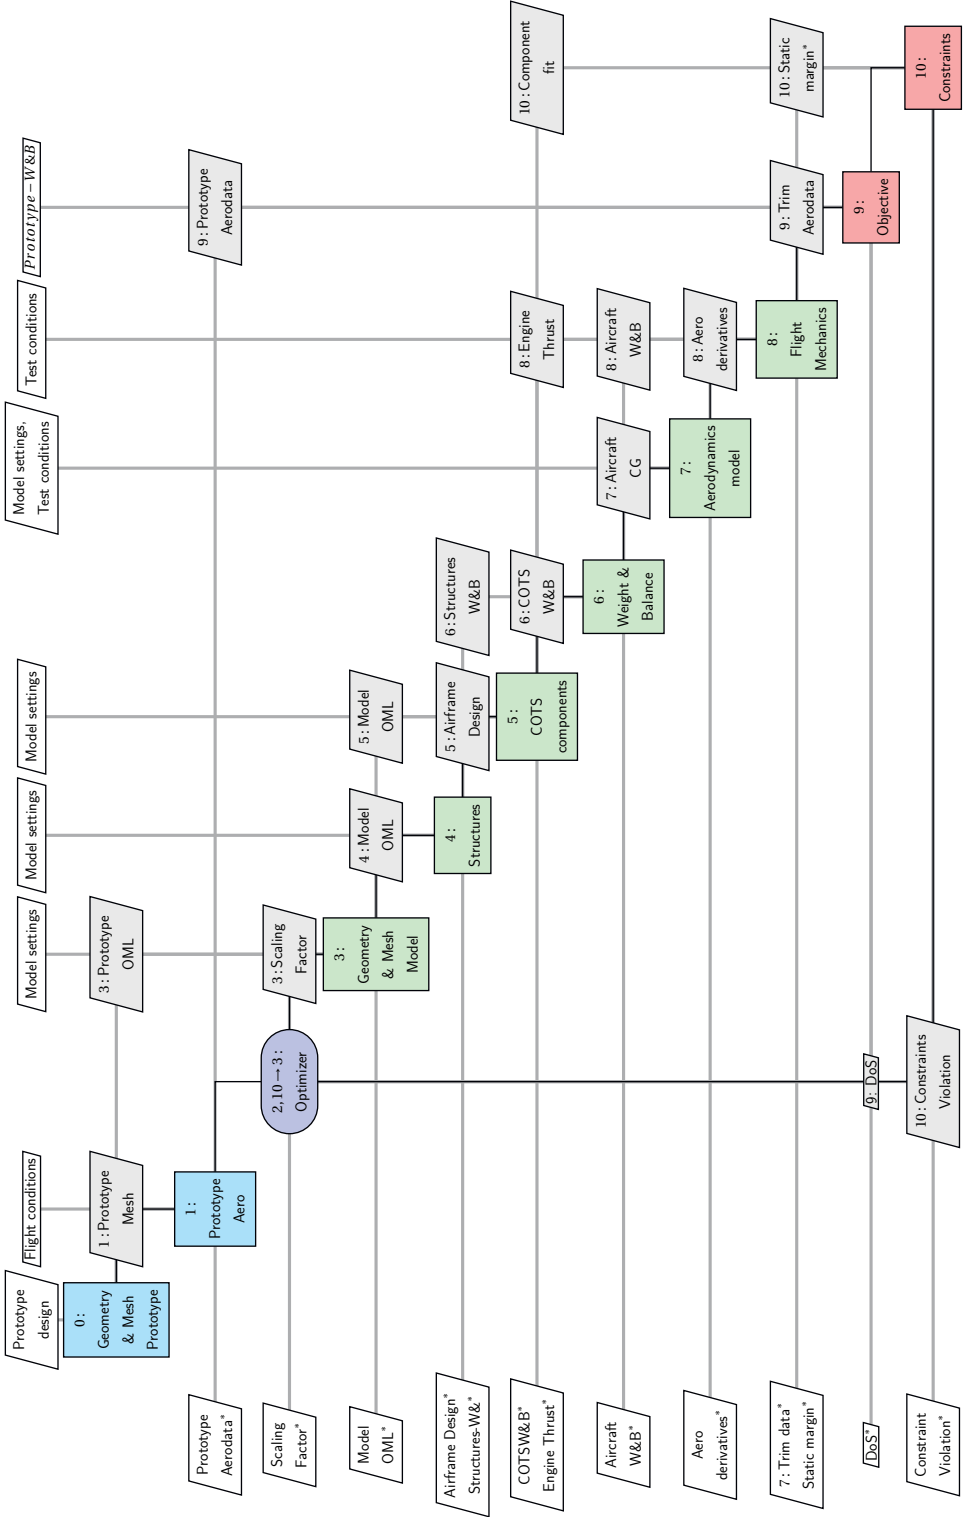 Prototype
design
Flight conditions
Model settings
Model settings
Model settings
Model settings,
Test conditions
Test conditions
Prototype − W&B
0:
Geometry
& Mesh
Prototype
1: Prototype
Mesh
3: Prototype
OML
Prototype
Aerodata*
1:
Prototype
Aero
9: Prototype
Aerodata
Scaling
Factor*
2,10→3:
Optimizer
3: Scaling
Factor
Model
OML*
3:
Geometry
& Mesh
Model
4: Model
OML
5: Model
OML
Airframe Design*
Structures-W&*
4:
Structures
5: Airframe
Design
6: Structures
W&B
COTSW&B*
Engine Thrust*
5:
COTS
components
6: COTS
W&B
8: Engine
Thrust
10: Component
fit
Aircraft
W&B*
6:
Weight &
Balance
7: Aircraft
CG
8: Aircraft
W&B
Aero
derivatives*
7:
Aerodynamics
model
8: Aero
derivatives
7: Trim data*
Static margin*
8:
Flight
Mechanics
9: Trim
Aerodata
10: Static
margin*
DoS*
9: DoS
9:
Objective
Constraint
Violation*
10: Constraints
Violation
10:
Constraints